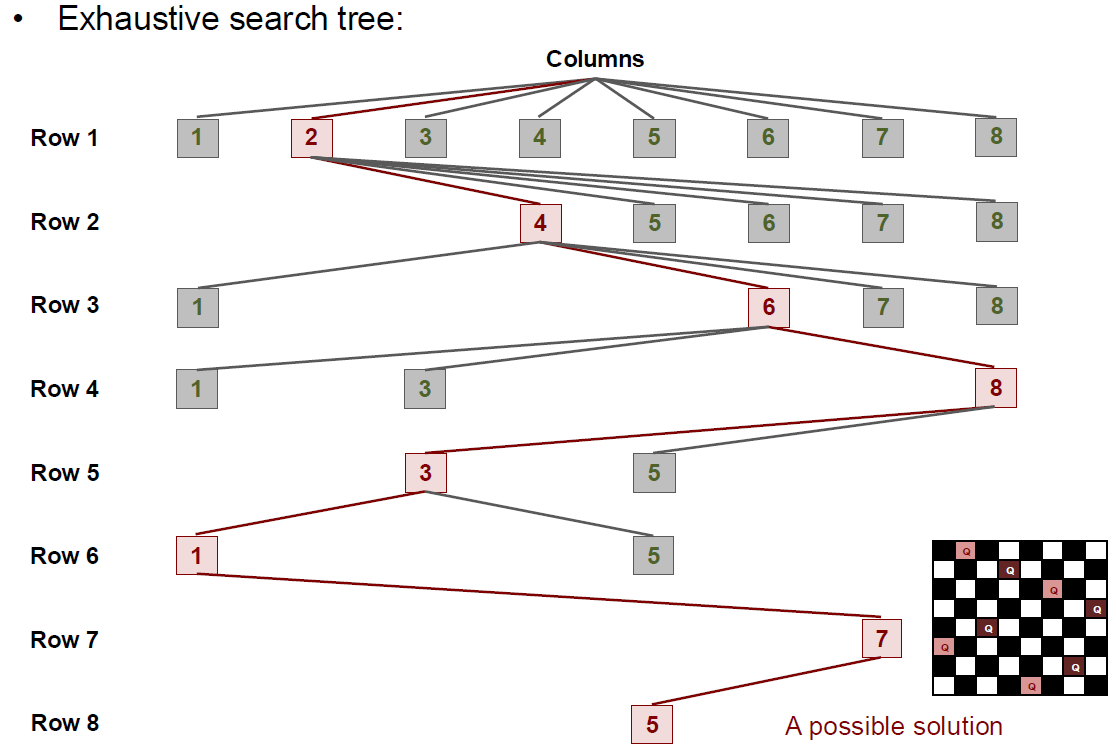 • Exhaustive search tree:
Columns
Row 1 1 2 3 4 5 6 7 8
Row 2 4 5 6 7 8
Row 3 1 6 7 8
Row 4 1 3 8
Row 5 3 5
Row 6 1 5
Row 7 7
Row 8 5
Q
Q
Q
Q
Q
Q
Q
Q
A possible solution